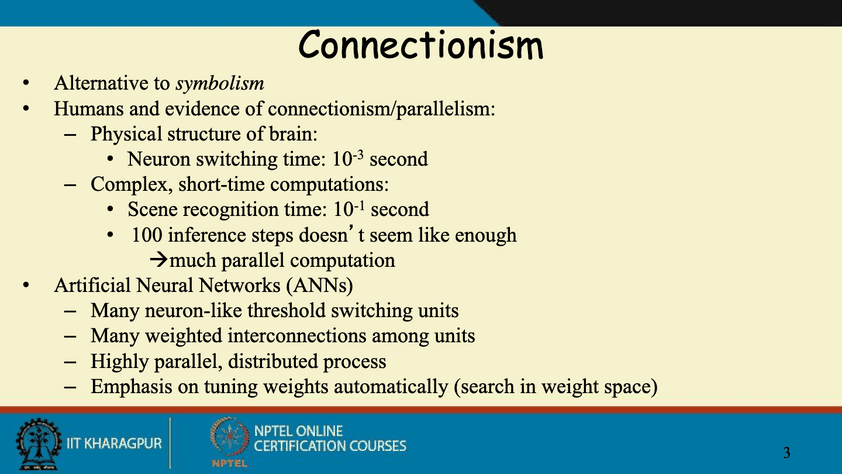 Connectionism
• Alternative to symbolism
• Humans and evidence of connectionism/parallelism:
– Physical structure of brain:
• Neuron switching time: 10⁻³ second
– Complex, short-time computations:
• Scene recognition time: 10⁻¹ second
• 100 inference steps doesn’ t seem like enough
→much parallel computation
• Artificial Neural Networks (ANNs)
– Many neuron-like threshold switching units
– Many weighted interconnections among units
– Highly parallel, distributed process
– Emphasis on tuning weights automatically (search in weight space)
IIT KHARAGPUR
NPTEL
NPTEL ONLINE
CERTIFICATION COURSES
3